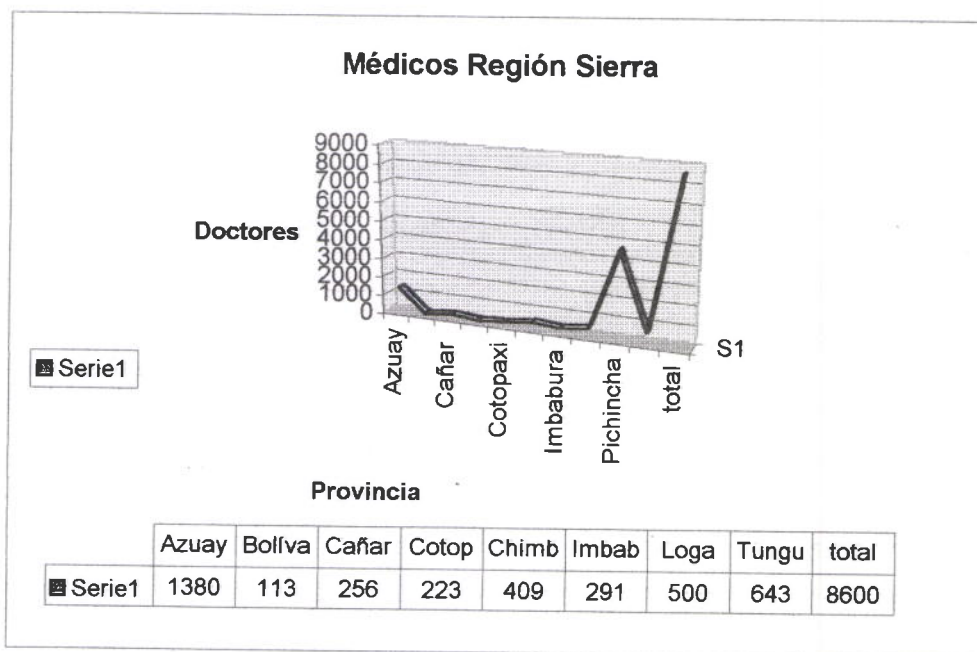 Médicos Región Sierra
9000
8000
7000
6000
5000
4000
3000
2000
1000
0
Doctores
Azuay
Cañar
Cotopaxi
Imbabura
Pichincha
total
S1
Serie1
Provincia
Azuay Bolíva Cañar Cotop Chimb Imbab Loga Tungu total
Serie1 1380 113 256 223 409 291 500 643 8600